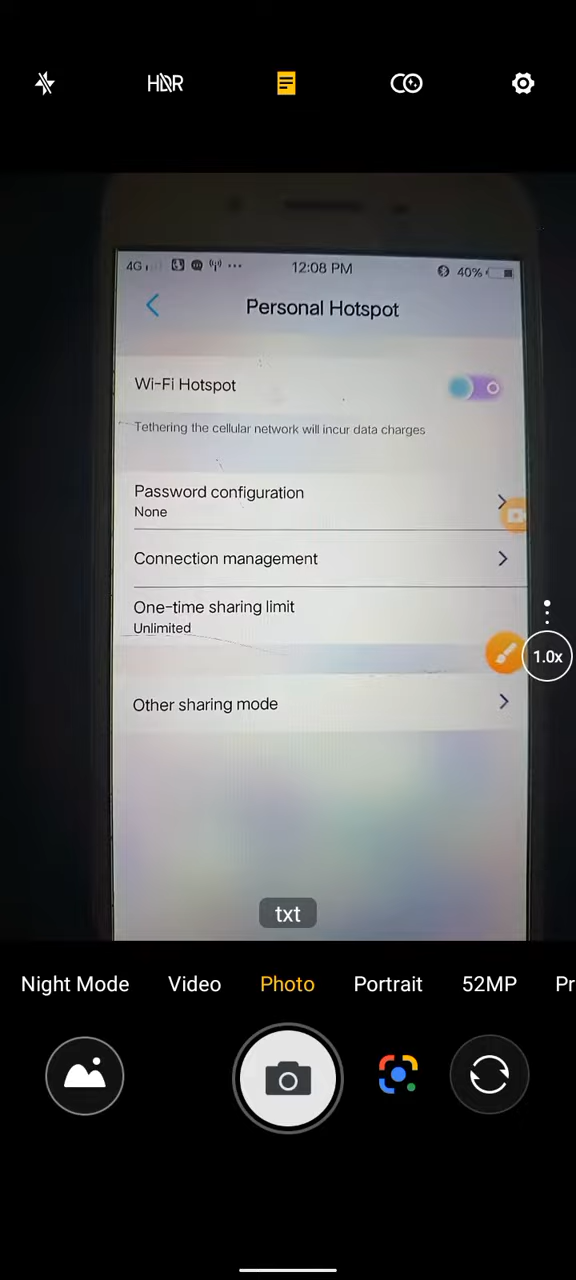 HDR
4G
12:08 PM
40%
Personal Hotspot
Wi-Fi Hotspot
Tethering the cellular network will incur data charges
Password configuration
None
Connection management
One-time sharing limit
Unlimited
1.0x
Other sharing mode
txt
Night Mode Video Photo Portrait 52MP Pr